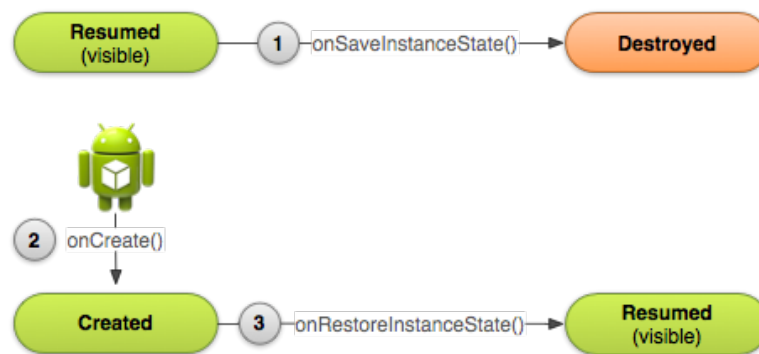 Resumed
(visible)
1
onSaveInstanceState()
Destroyed
2
onCreate()
Created
3
onRestoreInstanceState()
Resumed
(visible)